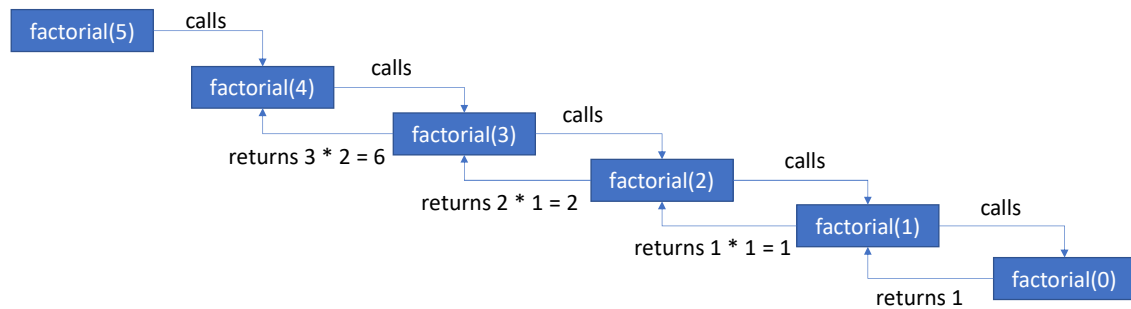 factorial(5)
calls
factorial(4)
calls
factorial(3)
calls
returns 3 * 2 = 6
factorial(2)
calls
returns 2 * 1 = 2
factorial(1)
calls
returns 1 * 1 = 1
factorial(0)
returns 1